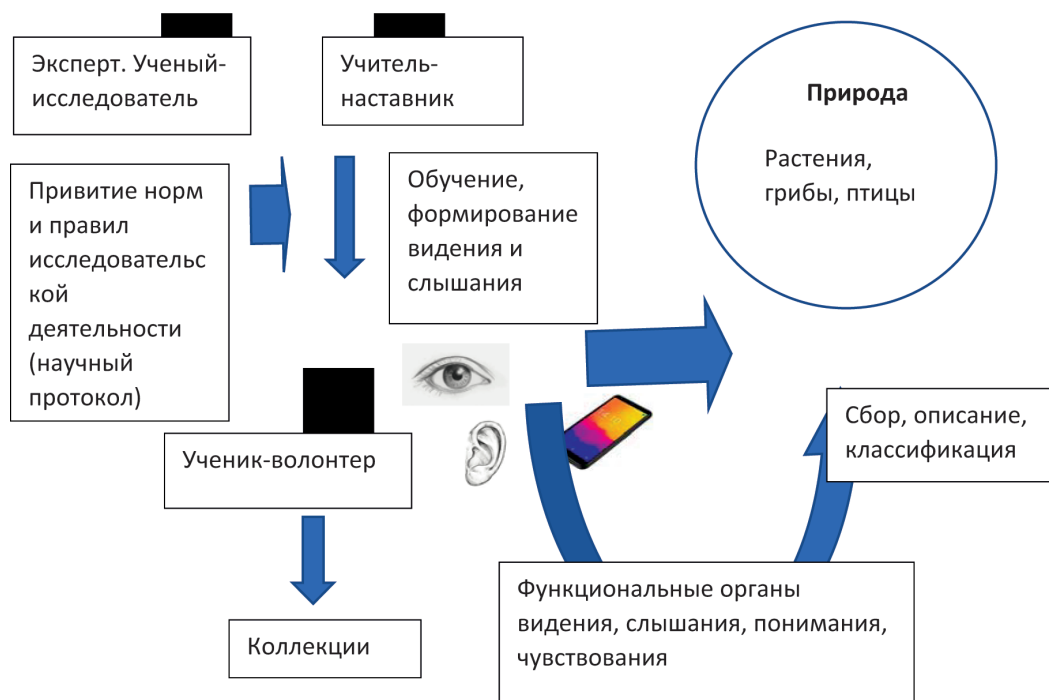 Эксперт. Ученый-
исследователь
Учитель-
наставник
Природа
Растения,
грибы, птицы
Привитие норм
и правил
исследовательс
кой
деятельности
(научный
протокол)
Обучение,
формирование
видения и
слышания
Сбор, описание,
классификация
Ученик-волонтер
Функциональные органы
видения, слышания, понимания,
чувствования
Коллекции